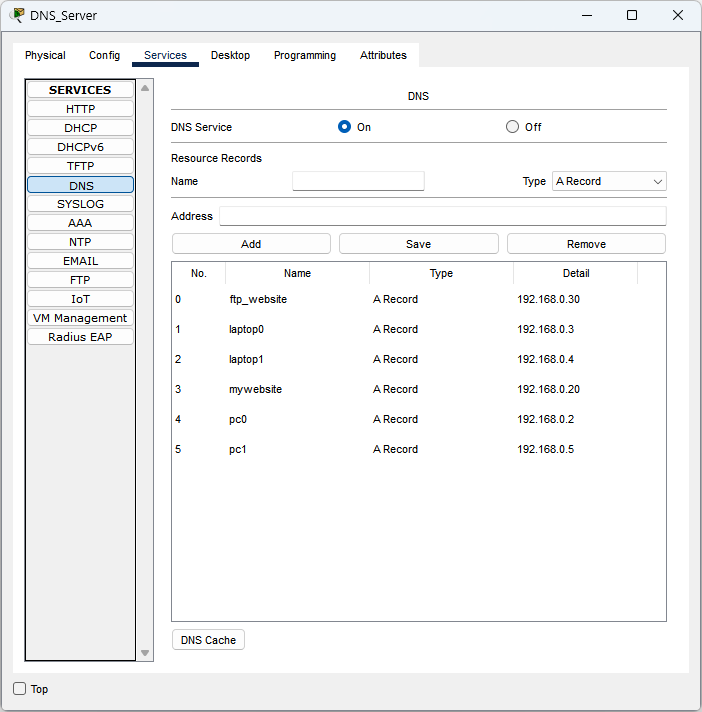 DNS_Server
Physical Config Services Desktop Programming Attributes
SERVICES
HTTP
DHCP
DHCPv6
TFTP
DNS
SYSLOG
AAA
NTP
EMAIL
FTP
IoT
VM Management
Radius EAP
DNS
DNS Service On Off
Resource Records
Name Type A Record
Address
Add Save Remove
No. Name Type Detail
0 ftp_website A Record 192.168.0.30
1 laptop0 A Record 192.168.0.3
2 laptop1 A Record 192.168.0.4
3 mywebsite A Record 192.168.0.20
4 pc0 A Record 192.168.0.2
5 pc1 A Record 192.168.0.5
DNS Cache
Top